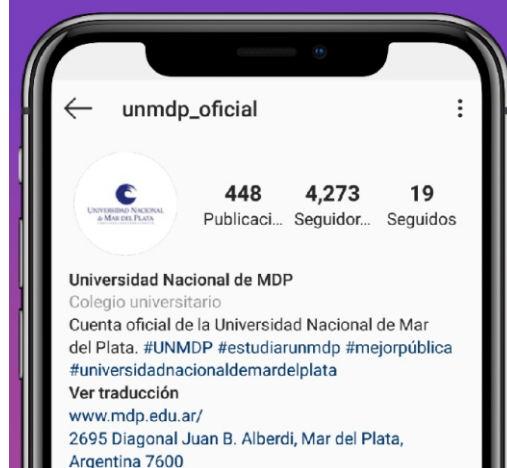 unmdp_oficial
448 4,273 19
Publicaci... Seguidor... Seguidos
UNIVERSIDAD NACIONAL
DE MAR DEL PLATA
Universidad Nacional de MDP
Colegio universitario
Cuenta oficial de la Universidad Nacional de Mar
del Plata. #UNMDP #estudiarunmdp #mejorpública
#universidadnacionaldemardelplata
Ver traducción
www.mdp.edu.ar/
2695 Diagonal Juan B. Alberdi, Mar del Plata,
Argentina 7600